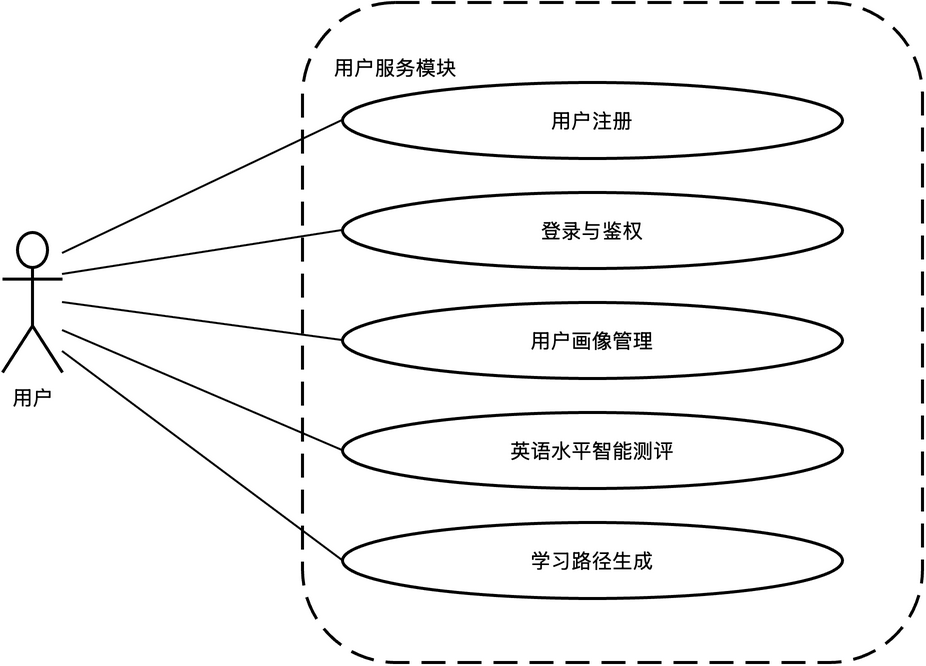 用户服务模块
用户注册
登录与鉴权
用户画像管理
用户
英语水平智能测评
学习路径生成